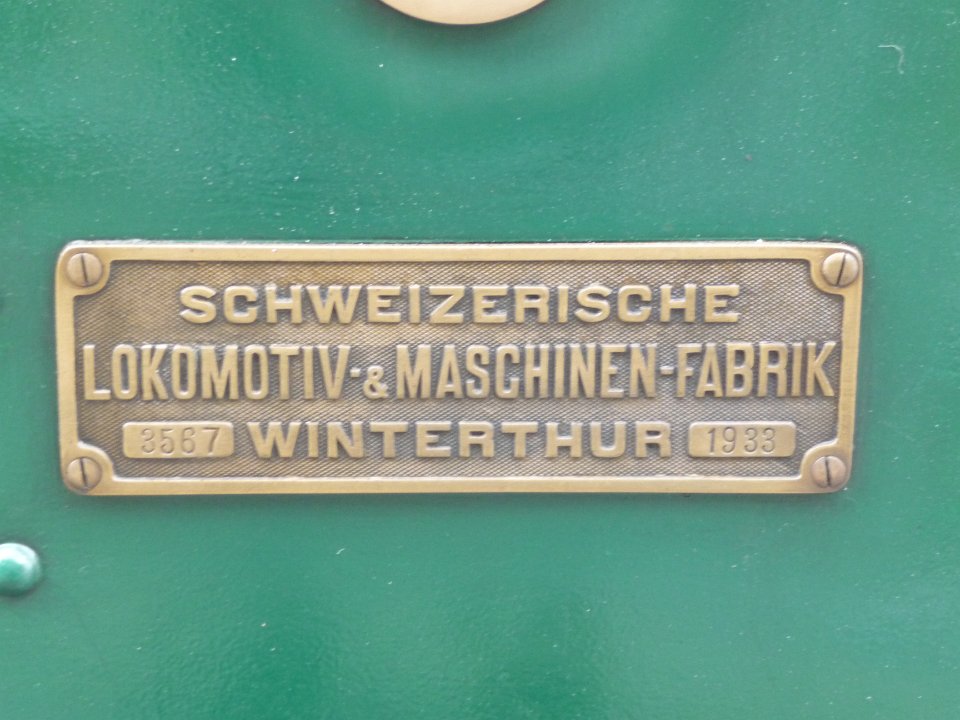 SCHWEIZERISCHE
LOKOMOTIV-& MASCHINEN-FABRIK
3567 WINTERTHUR 1933